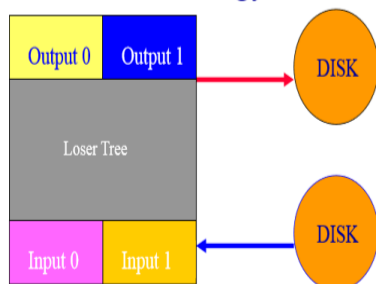 Output 0 Output 1
DISK
Loser Tree
DISK
Input 0 Input 1